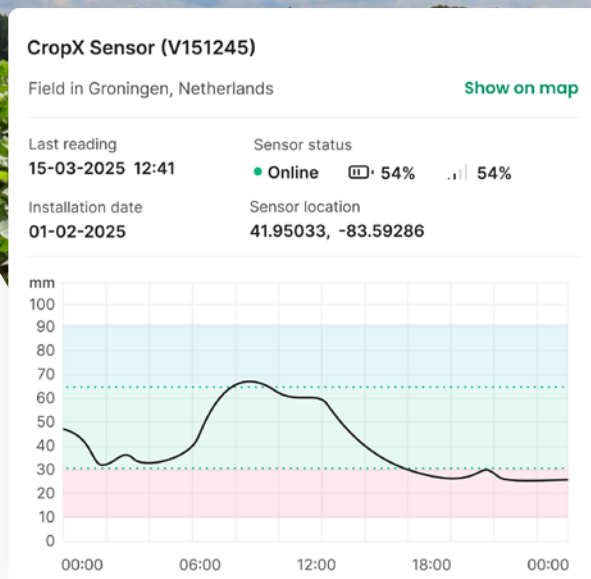 CropX Sensor (V151245)
Field in Groningen, Netherlands
Show on map
Last reading
Sensor status
15-03-2025 12:41
Online
54%
54%
Installation date
Sensor location
01-02-2025
41.95033, -83.59286
mm
100
90
80
70
60
50
40
30
20
10
0
00:00 06:00 12:00 18:00 00:00